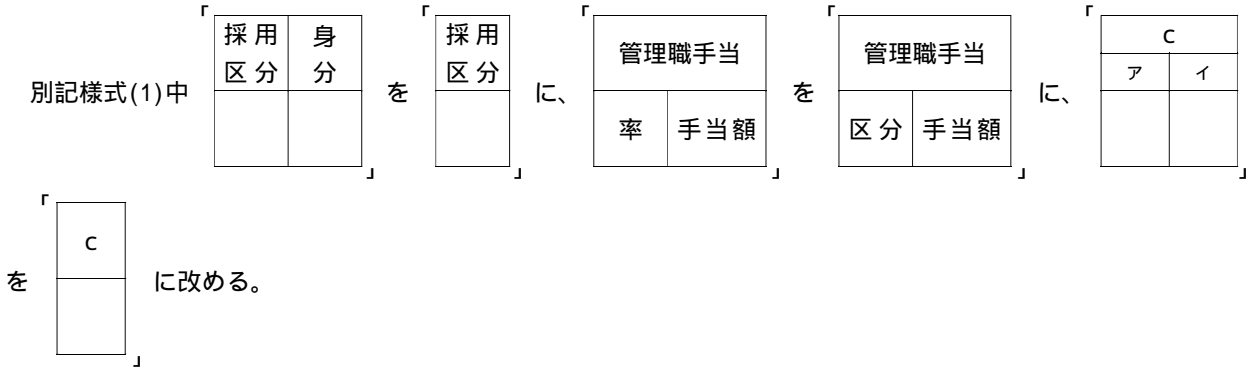 別記様式(1)中「採用区分 身分」を「採用区分」に、「管理職手当 率 手当額」を「管理職手当 区分 手当額」に、「c ア イ」
を「c」に改める。